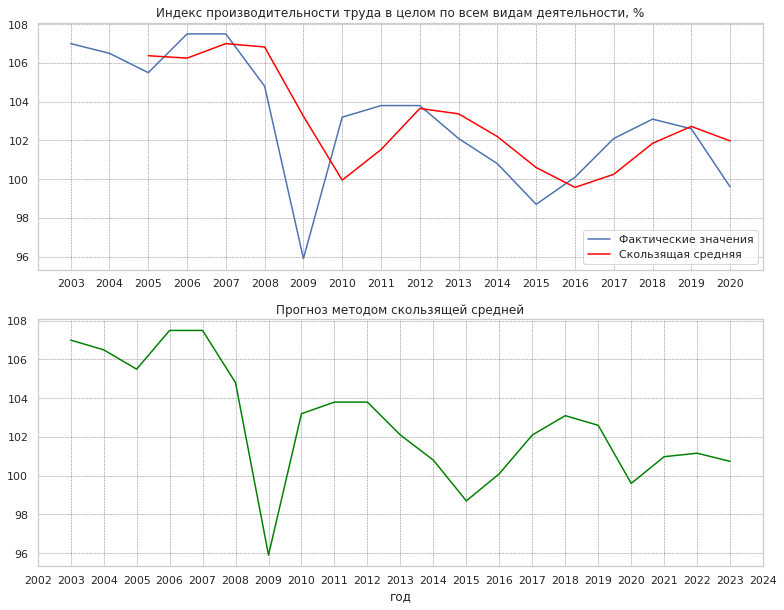 Индекс производительности труда в целом по всем видам деятельности, %
108
106
104
102
100
98
96
Фактические значения
Скользящая средняя
2003 2004 2005 2006 2007 2008 2009 2010 2011 2012 2013 2014 2015 2016 2017 2018 2019 2020
Прогноз методом скользящей средней
108
106
104
102
100
98
96
2002 2003 2004 2005 2006 2007 2008 2009 2010 2011 2012 2013 2014 2015 2016 2017 2018 2019 2020 2021 2022 2023 2024
год